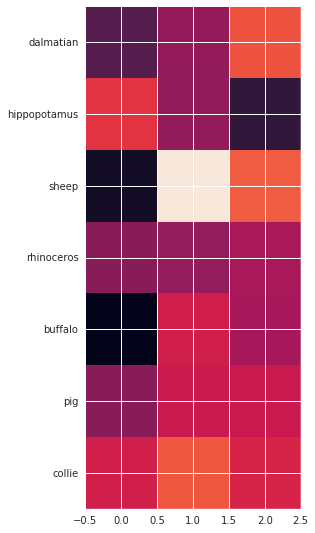 dalmatian
hippopotamus
sheep
rhinoceros
buffalo
pig
collie
−0.5 0.0 0.5 1.0 1.5 2.0 2.5